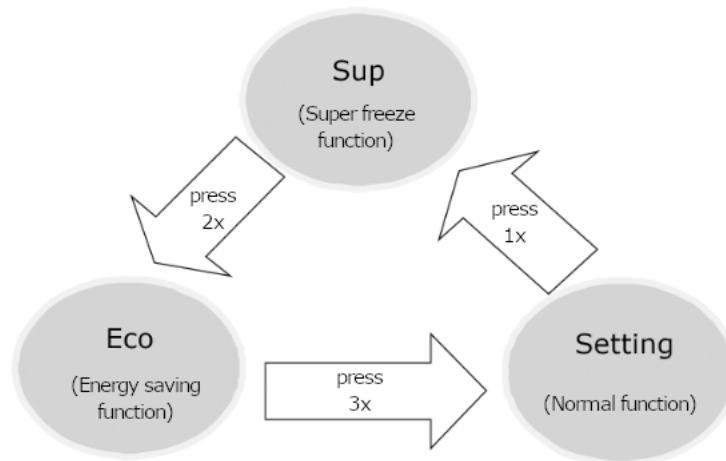 Sup
(Super freeze
function)
press
2x
press
1x
Eco
(Energy saving
function)
press
3x
Setting
(Normal function)